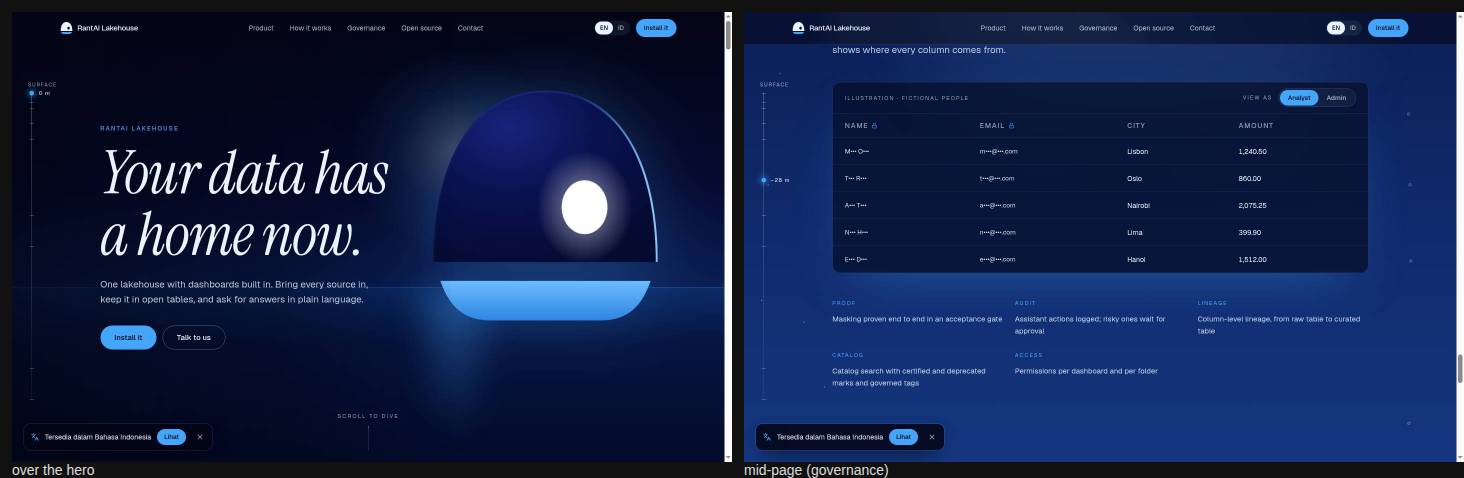 RantAI Lakehouse
Product
How it works
Governance
Open source
Contact
EN
ID
Install it
SURFACE
0 m
RANTAI LAKEHOUSE
Your data has
a home now.
One lakehouse with dashboards built in. Bring every source in,
keep it in open tables, and ask for answers in plain language.
Install it
Talk to us
SCROLL TO DIVE
Tersedia dalam Bahasa Indonesia
Lihat
over the hero
RantAI Lakehouse
Product
How it works
Governance
Open source
Contact
EN
ID
Install it
shows where every column comes from.
SURFACE
-28 m
ILLUSTRATION · FICTIONAL PEOPLE
VIEW AS
Analyst
Admin
NAME EMAIL CITY AMOUNT
M••• O••• m•••@•••.com Lisbon 1,240.50
T••• R••• t•••@•••.com Oslo 860.00
A••• T••• a•••@•••.com Nairobi 2,075.25
N••• H••• n•••@•••.com Lima 399.90
E••• D••• e•••@•••.com Hanoi 1,512.00
PROOF
Masking proven end to end in an acceptance gate
AUDIT
Assistant actions logged; risky ones wait for
approval
LINEAGE
Column-level lineage, from raw table to curated
table
CATALOG
Catalog search with certified and deprecated
marks and governed tags
ACCESS
Permissions per dashboard and per folder
Tersedia dalam Bahasa Indonesia
Lihat
mid-page (governance)